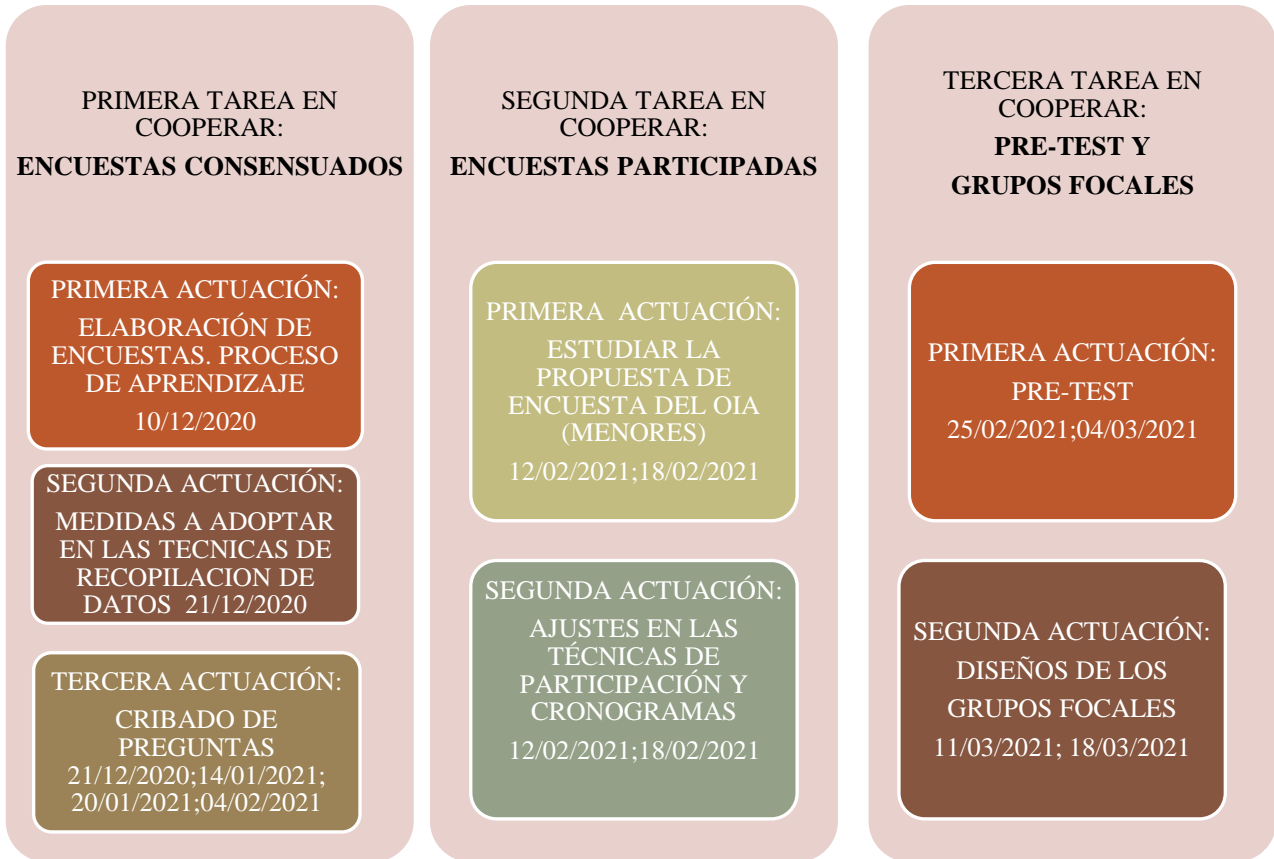 PRIMERA TAREA EN
COOPERAR:
ENCUESTAS CONSENSUADOS
PRIMERA ACTUACIÓN:
ELABORACIÓN DE
ENCUESTAS. PROCESO
DE APRENDIZAJE
10/12/2020
SEGUNDA ACTUACIÓN:
MEDIDAS A ADOPTAR
EN LAS TECNICAS DE
RECOPILACION DE
DATOS 21/12/2020
TERCERA ACTUACIÓN:
CRIBADO DE
PREGUNTAS
21/12/2020;14/01/2021;
20/01/2021;04/02/2021
SEGUNDA TAREA EN
COOPERAR:
ENCUESTAS PARTICIPADAS
PRIMERA ACTUACIÓN:
ESTUDIAR LA
PROPUESTA DE
ENCUESTA DEL OIA
(MENORES)
12/02/2021;18/02/2021
SEGUNDA ACTUACIÓN:
AJUSTES EN LAS
TÉCNICAS DE
PARTICIPACIÓN Y
CRONOGRAMAS
12/02/2021;18/02/2021
TERCERA TAREA EN
COOPERAR:
PRE-TEST Y
GRUPOS FOCALES
PRIMERA ACTUACIÓN:
PRE-TEST
25/02/2021;04/03/2021
SEGUNDA ACTUACIÓN:
DISEÑOS DE LOS
GRUPOS FOCALES
11/03/2021; 18/03/2021